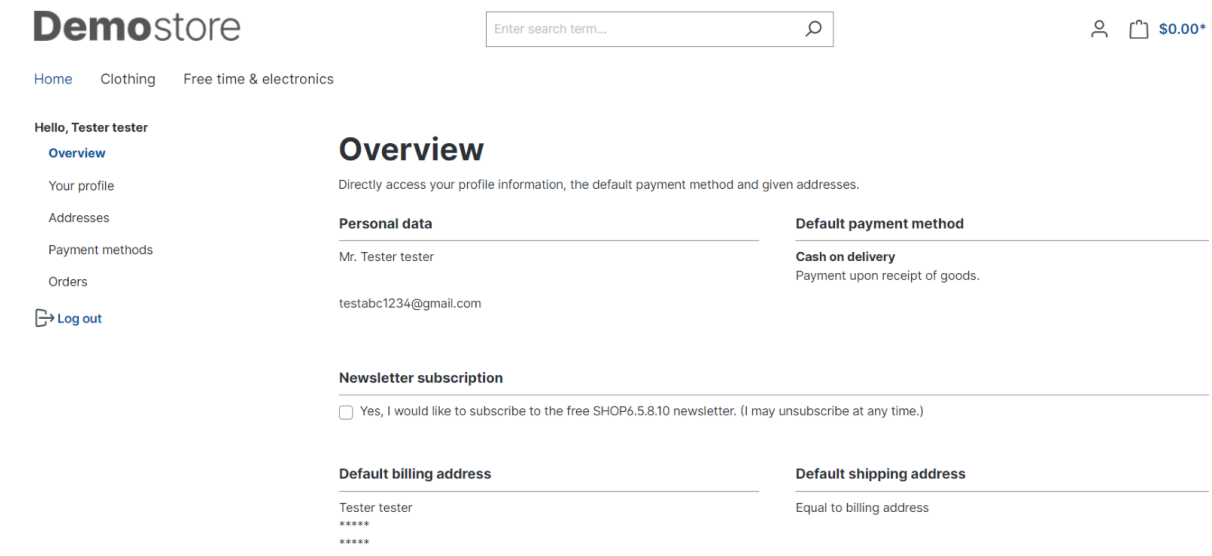 Demostore
Enter search term...
$0.00*
Home Clothing Free time & electronics
Hello, Tester tester
Overview
Your profile
Addresses
Payment methods
Orders
Log out
Overview
Directly access your profile information, the default payment method and given addresses.
Personal data
Mr. Tester tester
testabc1234@gmail.com
Default payment method
Cash on delivery
Payment upon receipt of goods.
Newsletter subscription
Yes, I would like to subscribe to the free SHOP6.5.8.10 newsletter. (I may unsubscribe at any time.)
Default billing address
Tester tester
*****
*****
Default shipping address
Equal to billing address